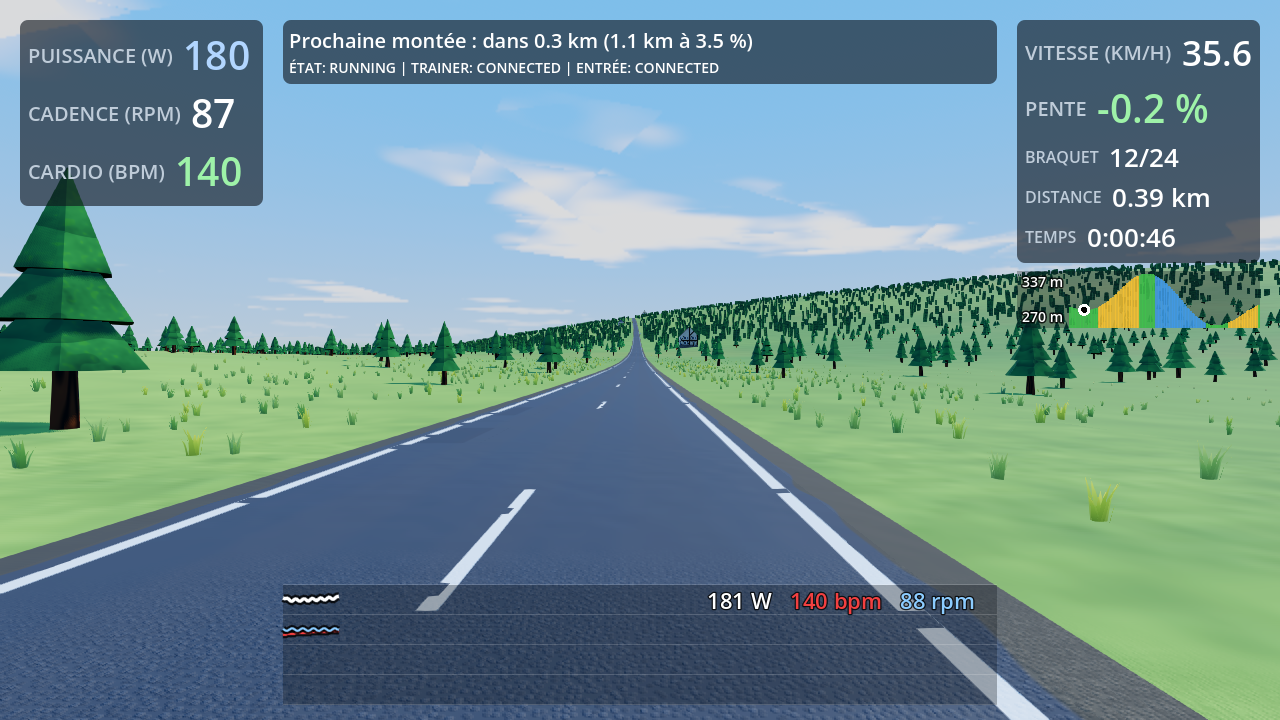 PUISSANCE (W) 180
CADENCE (RPM) 87
CARDIO (BPM) 140
Prochaine montée : dans 0.3 km (1.1 km à 3.5 %)
ÉTAT: RUNNING | TRAINER: CONNECTED | ENTRÉE: CONNECTED
VITESSE (KM/H) 35.6
PENTE -0.2 %
BRAQUET 12/24
DISTANCE 0.39 km
TEMPS 0:00:46
337 m
270 m
181 W 140 bpm 88 rpm